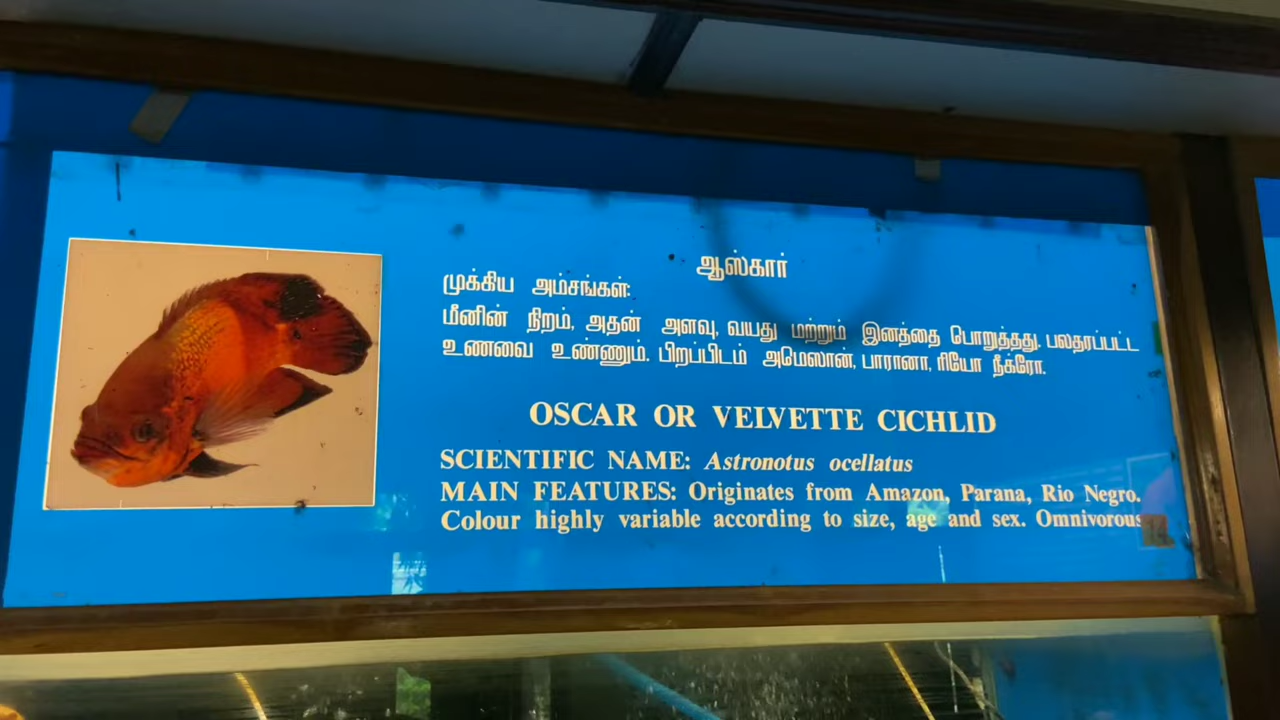 ஆஸ்கார்
முக்கிய அம்சங்கள்:
மீனின் நிறம், அதன் அளவு, வயது மற்றும் இனத்தை பொறுத்தது. பலதரப்பட்ட
உணவை உண்ணும். பிறப்பிடம் அமெஸான், பாரானா, ரியோ நீக்ரோ.
OSCAR OR VELVETTE CICHLID
SCIENTIFIC NAME: Astronotus ocellatus
MAIN FEATURES: Originates from Amazon, Parana, Rio Negro.
Colour highly variable according to size, age and sex. Omnivorous